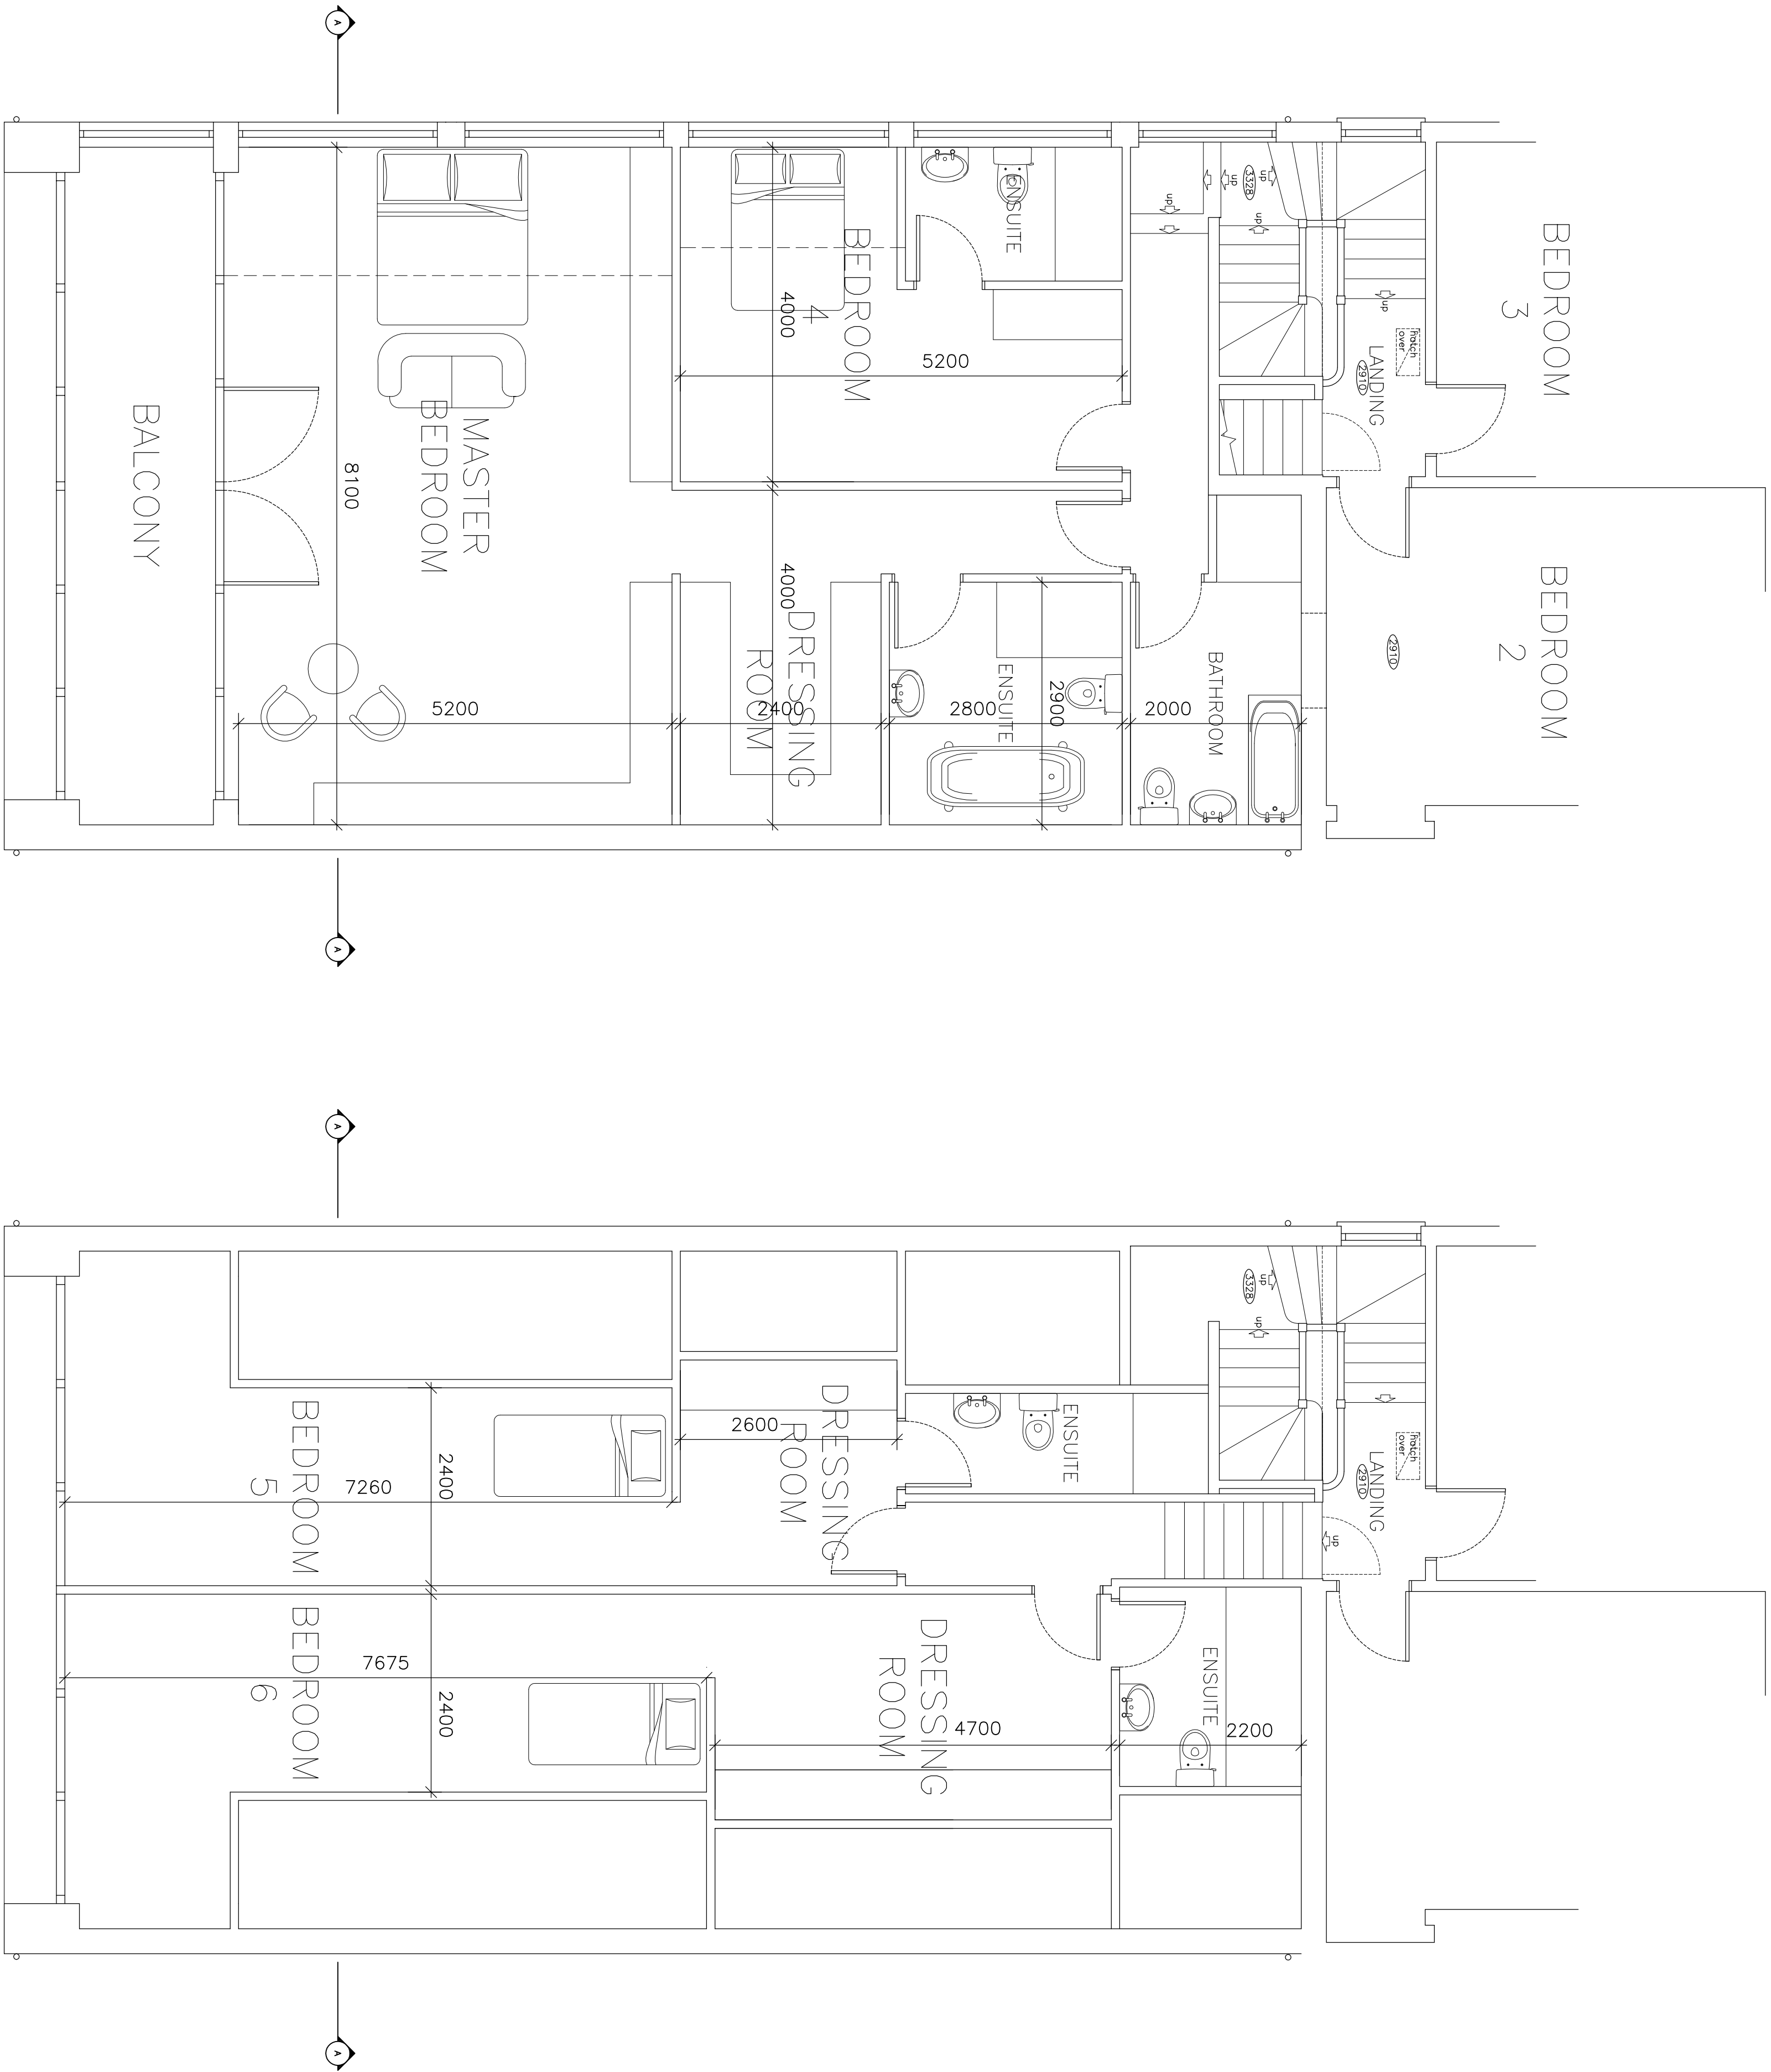 A
BEDROOM
3
up
up
3328
up
up
up
up
hatch
over
LANDING
2910
ENSUITE
BEDROOM
4
4000
5200
MASTER
BEDROOM
8100
BALCONY
BEDROOM
2
2910
4000
DRESSING
ROOM
5200
2400
ENSUITE
2800
2900
BATHROOM
2000
A
A
up
3328
up
hatch
over
LANDING
2910
up
ENSUITE
DRESSING
ROOM
2600
BEDROOM
5
2400
7260
BEDROOM
6
2400
7675
DRESSING
ROOM
4700
ENSUITE
2200
A